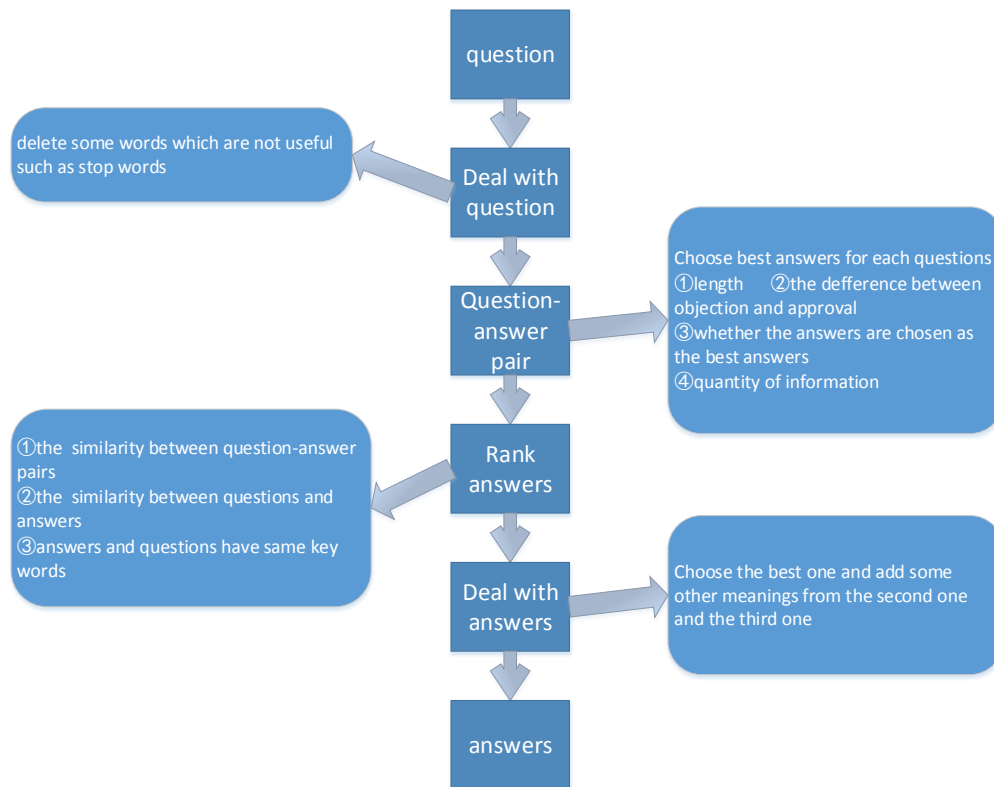 question
delete some words which are not useful
such as stop words
Deal with
question
Choose best answers for each questions
①length ②the defference between
objection and approval
③whether the answers are chosen as
the best answers
④quantity of information
Question-
answer
pair
①the similarity between question-answer
pairs
②the similarity between questions and
answers
③answers and questions have same key
words
Rank
answers
Choose the best one and add some
other meanings from the second one
and the third one
Deal with
answers
answers